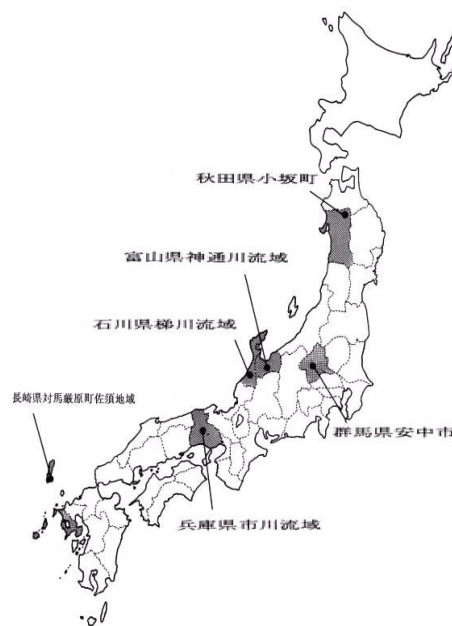 秋田県小坂町
富山県神通川流域
石川県梯川流域
長崎県対馬厳原町佐須地域
群馬県安中市
兵庫県市川流域